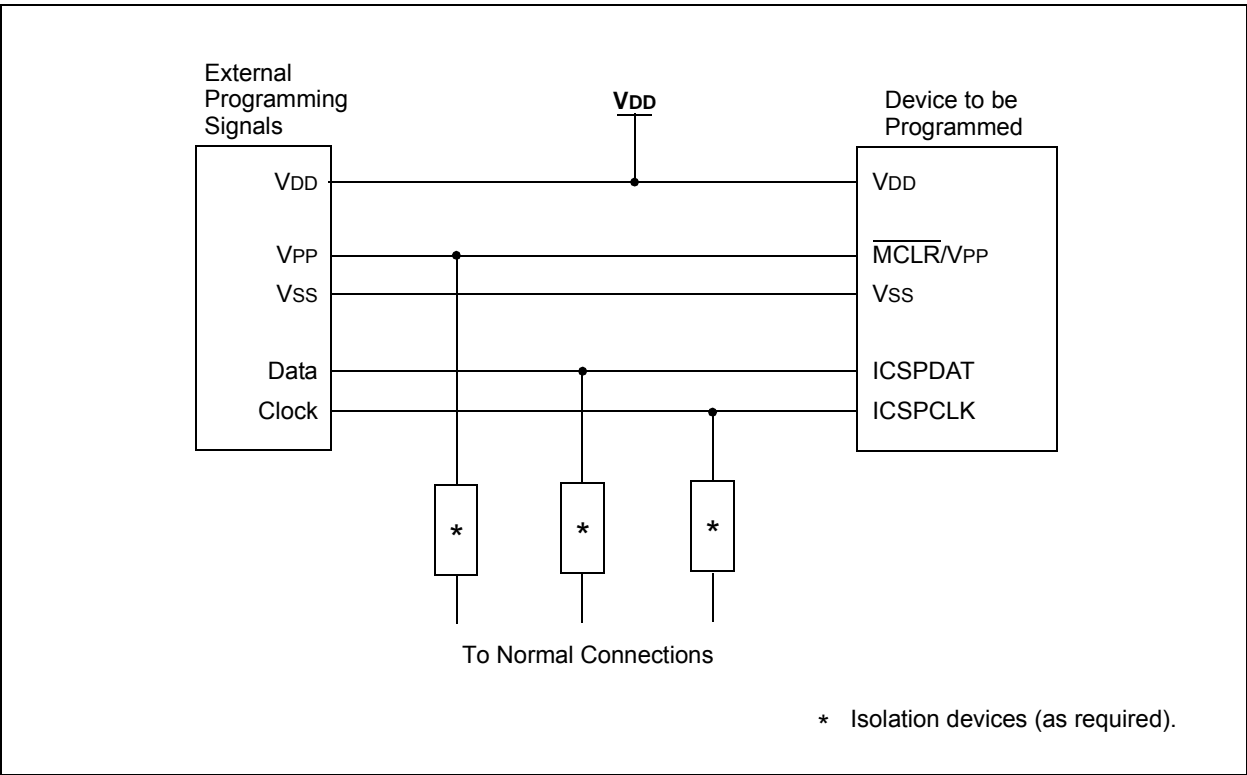 External
Programming
Signals
VDD
Device to be
Programmed
VDD
VDD
VPP
MCLR/VPP
VSS
VSS
Data
ICSPDAT
Clock
ICSPCLK
*
*
*
To Normal Connections
* Isolation devices (as required).